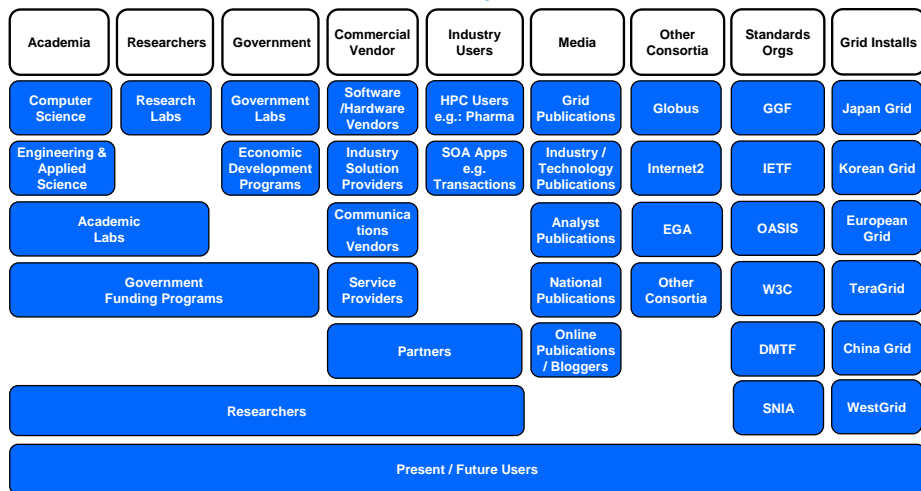 Academia
Researchers
Government
Commercial
Vendor
Industry
Users
Media
Other
Consortia
Standards
Orgs
Grid Installs
Computer
Science
Research
Labs
Government
Labs
Software
/Hardware
Vendors
HPC Users
e.g.: Pharma
Grid
Publications
Globus
GGF
Japan Grid
Engineering &
Applied
Science
Economic
Development
Programs
Industry
Solution
Providers
SOA Apps
e.g.
Transactions
Industry /
Technology
Publications
Internet2
IETF
Korean Grid
Academic
Labs
Communica
tions
Vendors
Analyst
Publications
EGA
OASIS
European
Grid
Government
Funding Programs
Service
Providers
National
Publications
Other
Consortia
W3C
TeraGrid
Partners
Online
Publications
/ Bloggers
DMTF
China Grid
Researchers
SNIA
WestGrid
Present / Future Users